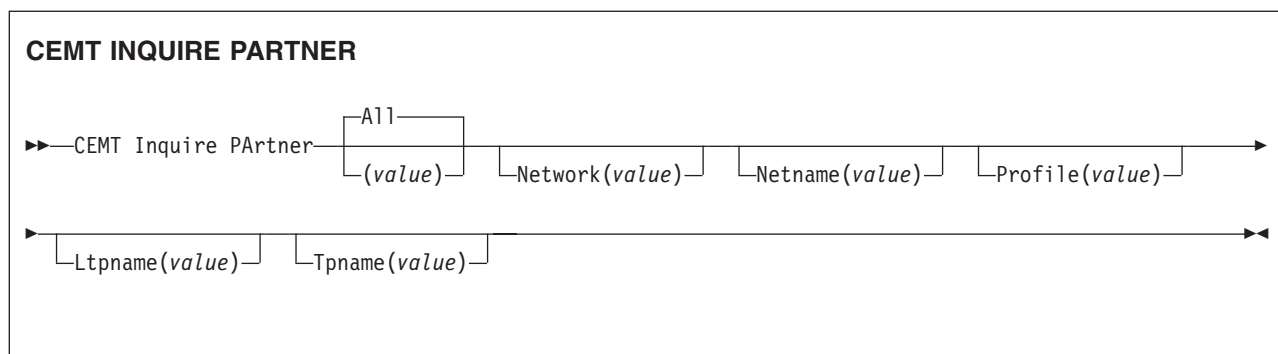 CEMT INQUIRE PARTNER
All
CEMT Inquire PArtner
(value) Network(value) Netname(value) Profile(value)
Ltpname(value) Tpname(value)